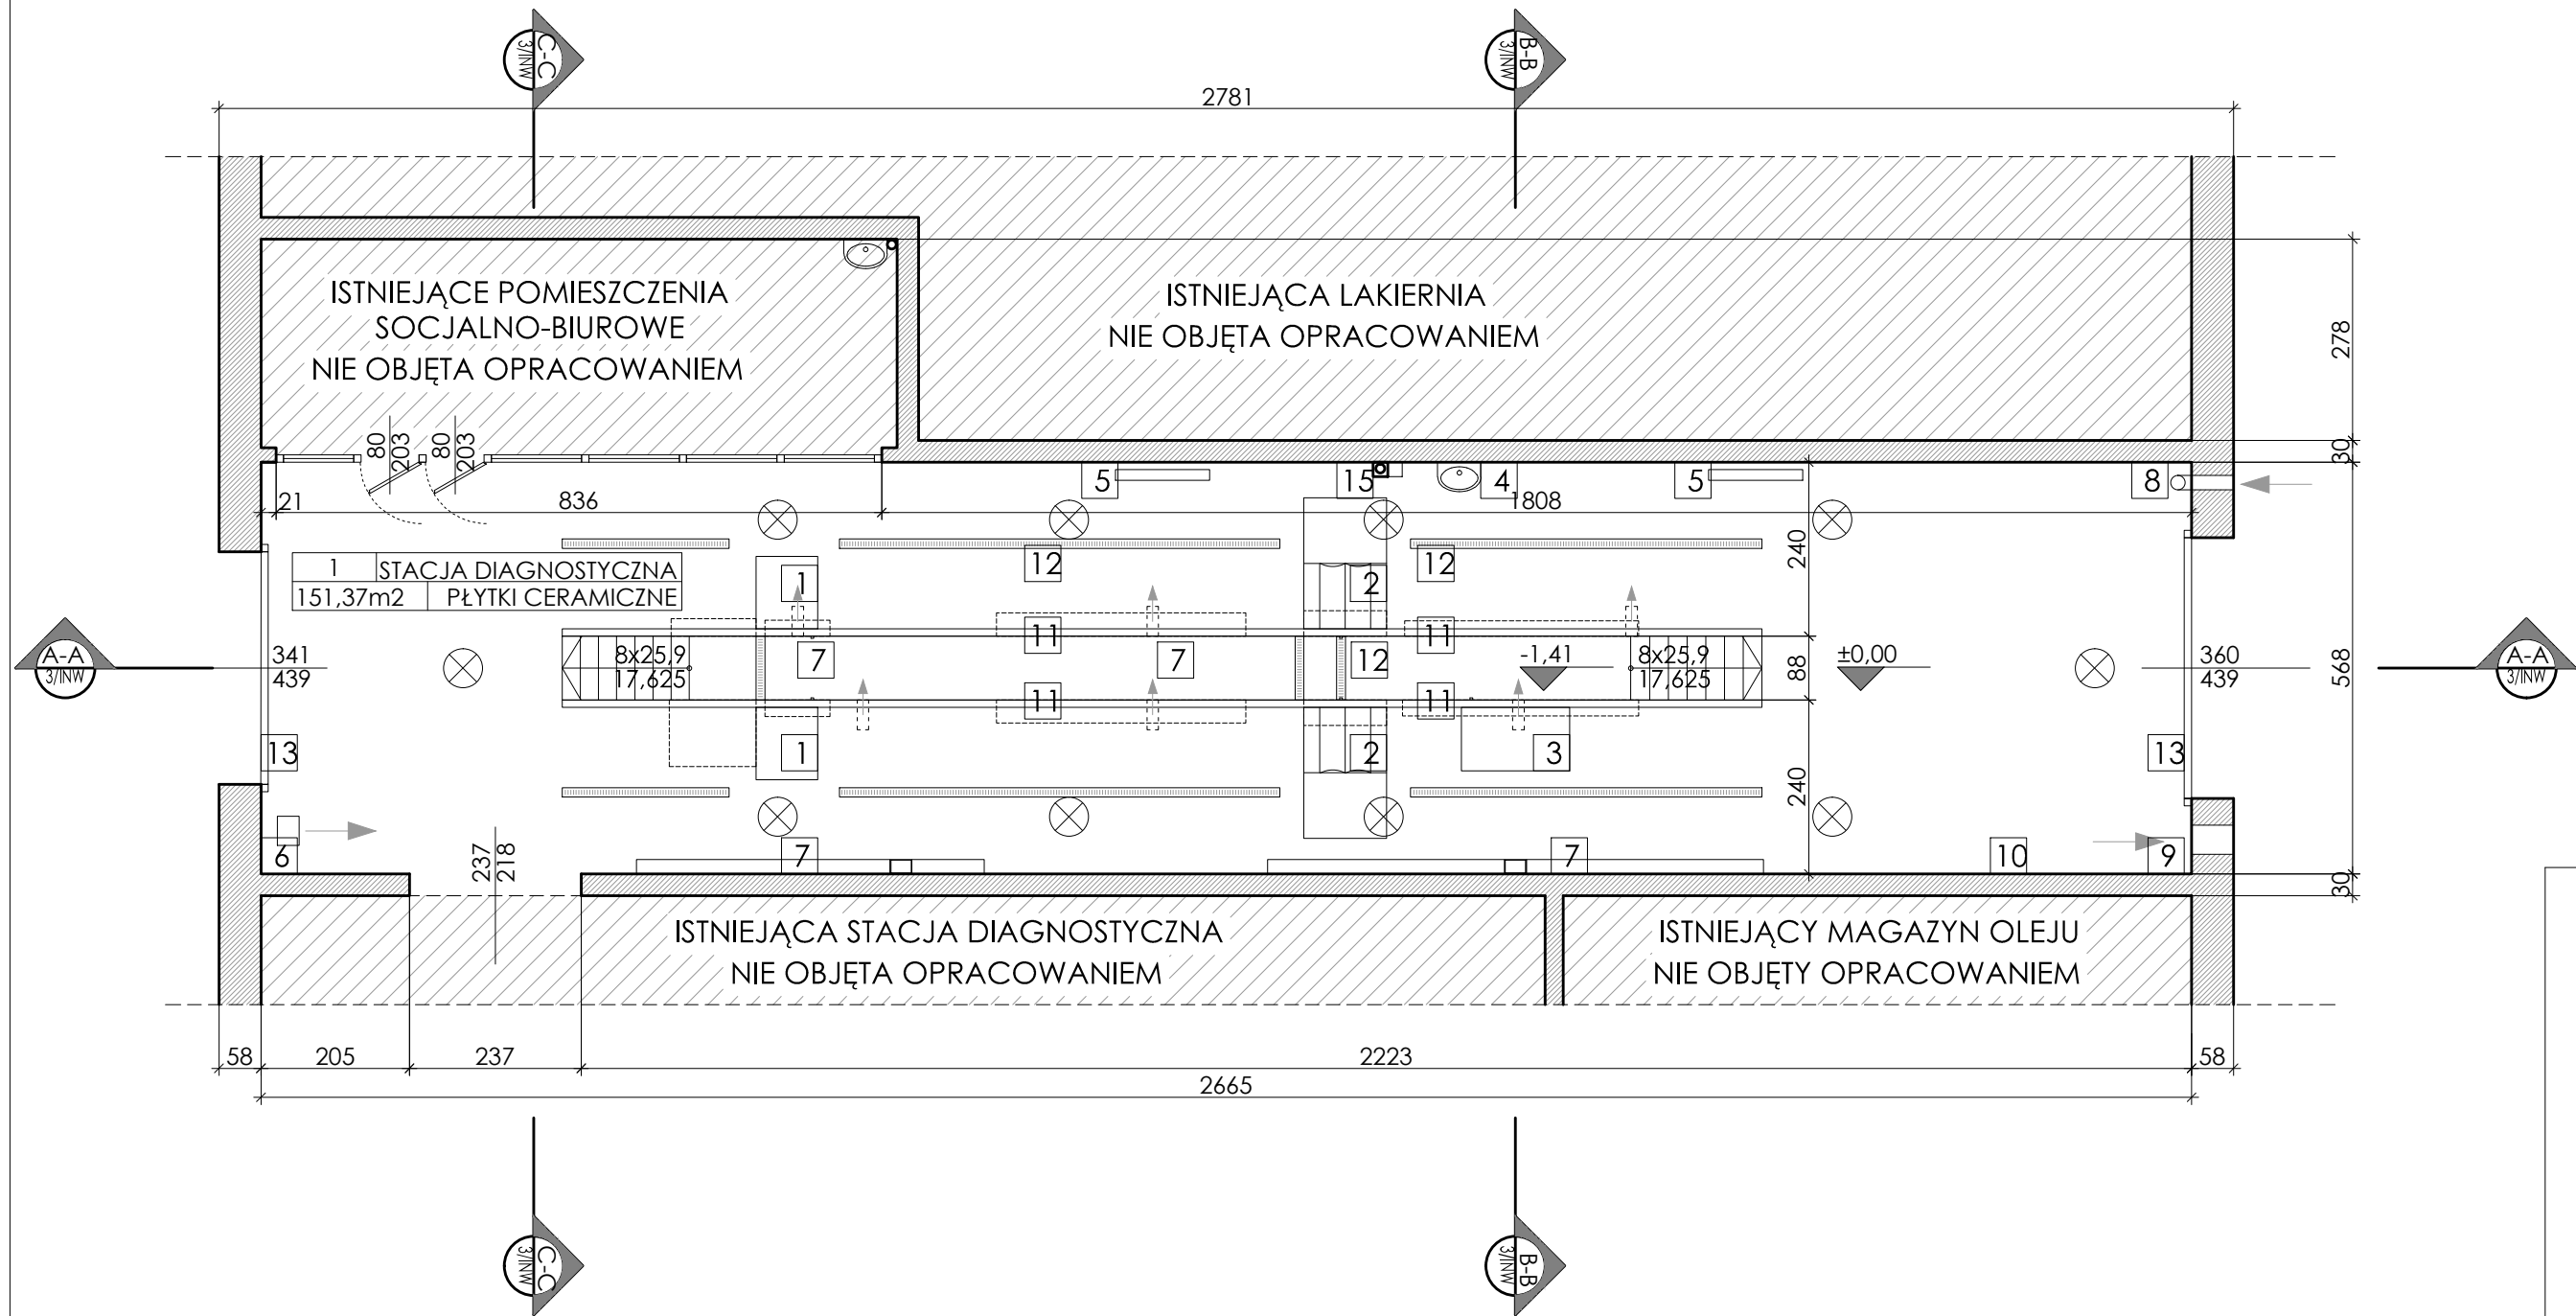 C-C
3/INW
B-B
3/INW
2781
ISTNIEJĄCE POMIESZCZENIA
SOCJALNO-BIUROWE
NIE OBJĘTA OPRACOWANIEM
ISTNIEJĄCA LAKIERNIA
NIE OBJĘTA OPRACOWANIEM
278
80
203
80
203
30
5
15
4
5
8
21
836
1808
240
12
12
1 STACJA DIAGNOSTYCZNA
151,37m2 PŁYTKI CERAMICZNE
1
2
11
11
A-A
3/INW
341
439
8x25,9
17,625
7
7
12
-1,41
8x25,9
17,625
88
±0,00
360
439
568
A-A
3/INW
11
11
13
1
2
3
13
240
6
237
218
7
7
10
9
30
ISTNIEJĄCA STACJA DIAGNOSTYCZNA
NIE OBJĘTA OPRACOWANIEM
ISTNIEJĄCY MAGAZYN OLEJU
NIE OBJĘTY OPRACOWANIEM
58
205
237
2223
58
2665
C-C
3/INW
B-B
3/INW